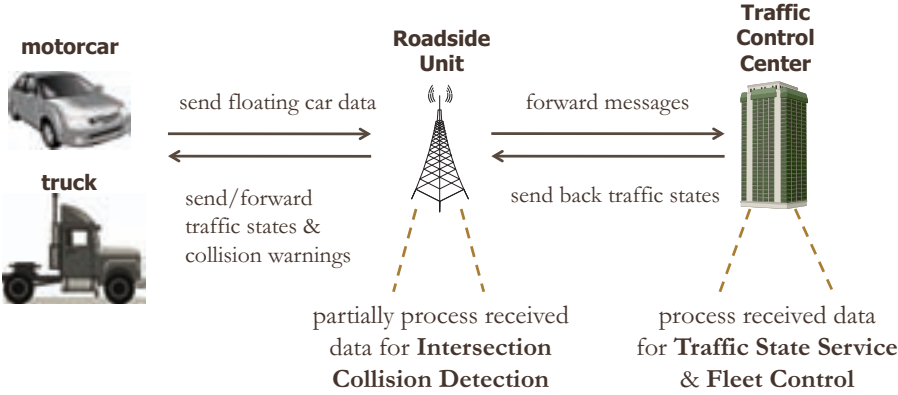 motorcar
truck
send floating car data
send/forward
traffic states &
collision warnings
Roadside
Unit
forward messages
send back traffic states
Traffic
Control
Center
partially process received
data for Intersection
Collision Detection
process received data
for Traffic State Service
& Fleet Control